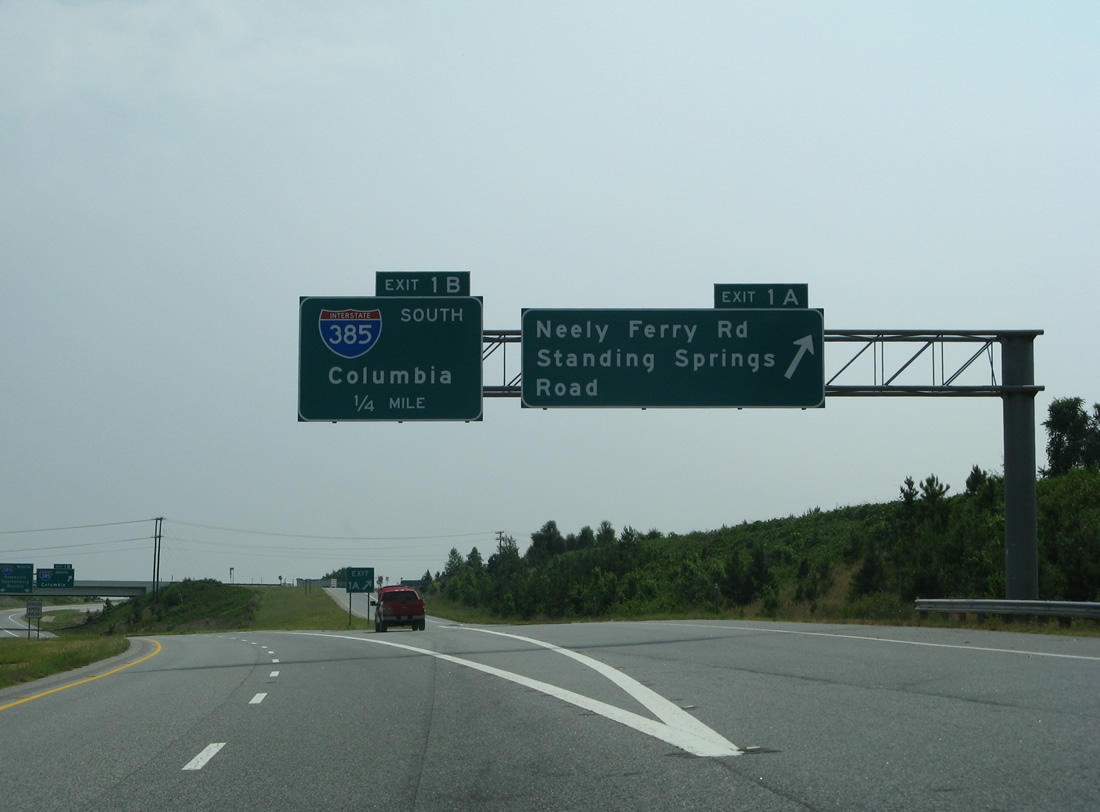 EXIT 1B
INTERSTATE
385
SOUTH
Columbia
1/4 MILE
EXIT 1A
Neely Ferry Rd
Standing Springs
Road
EXIT
1A
Columbia